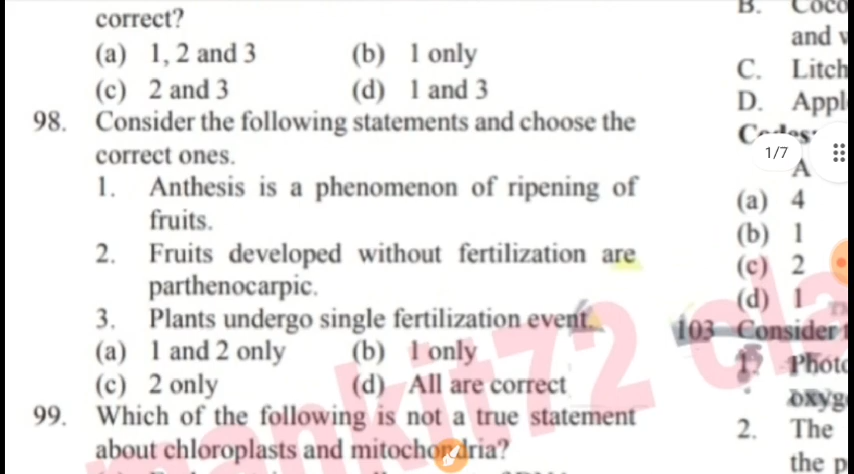 correct?
(a) 1, 2 and 3 (b) 1 only
(c) 2 and 3 (d) 1 and 3
98. Consider the following statements and choose the
correct ones.
1. Anthesis is a phenomenon of ripening of
fruits.
2. Fruits developed without fertilization are
parthenocarpic.
3. Plants undergo single fertilization event.
(a) 1 and 2 only (b) 1 only
(c) 2 only (d) All are correct
99. Which of the following is not a true statement
about chloroplasts and mitochondria?
B.
and
C. Litch
D. Appl
1/7
A
(a) 4
(b) 1
(c) 2
(d) 1
103 Consider
Photo
oxyg
2. The
the p